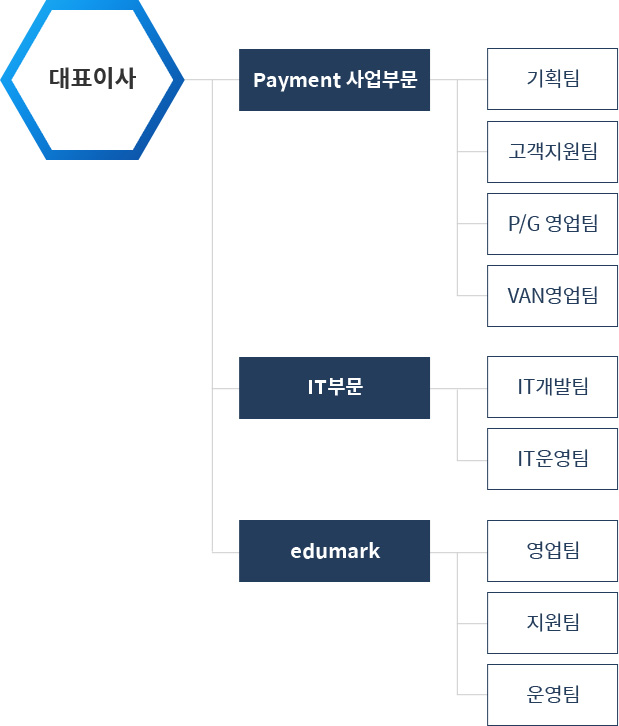 대표이사
Payment 사업부문
기획팀
고객지원팀
P/G 영업팀
VAN영업팀
IT부문
IT개발팀
IT운영팀
edumark
영업팀
지원팀
운영팀